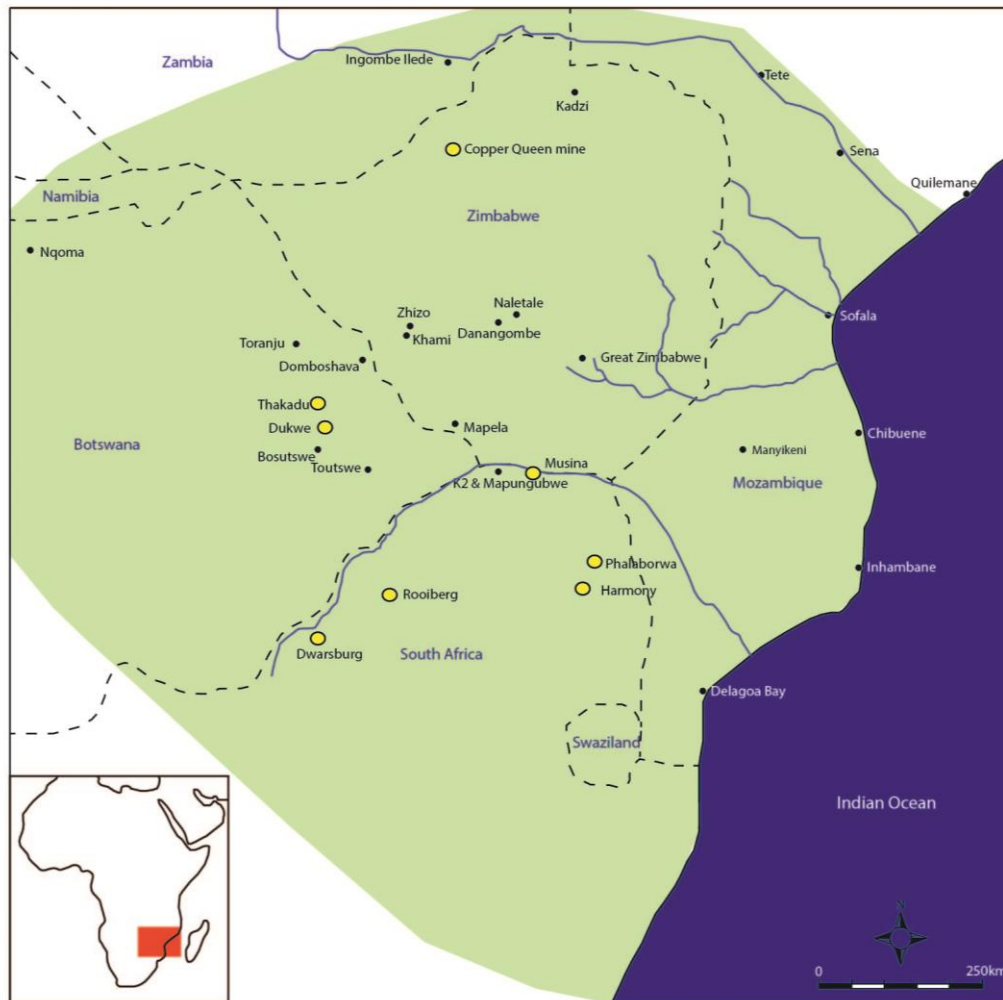 Zambia
Ingombe Ilede
Tete
Kadzi
Copper Queen mine
Sena
Quilemane
Namibia
Zimbabwe
Nqoma
Naletale
Zhizo
Sofala
Khami
Danangombe
Toranju
Domboshava
Great Zimbabwe
Thakadu
Dukwe
Mapela
Chibuene
Botswana
Bosutswe
Manyikeni
Toutswe
Musina
K2 & Mapungubwe
Mozambique
Phalaborwa
Inhambane
Harmony
Rooiberg
Dwarsburg
South Africa
Delagoa Bay
Swaziland
Indian Ocean
N
0
250km